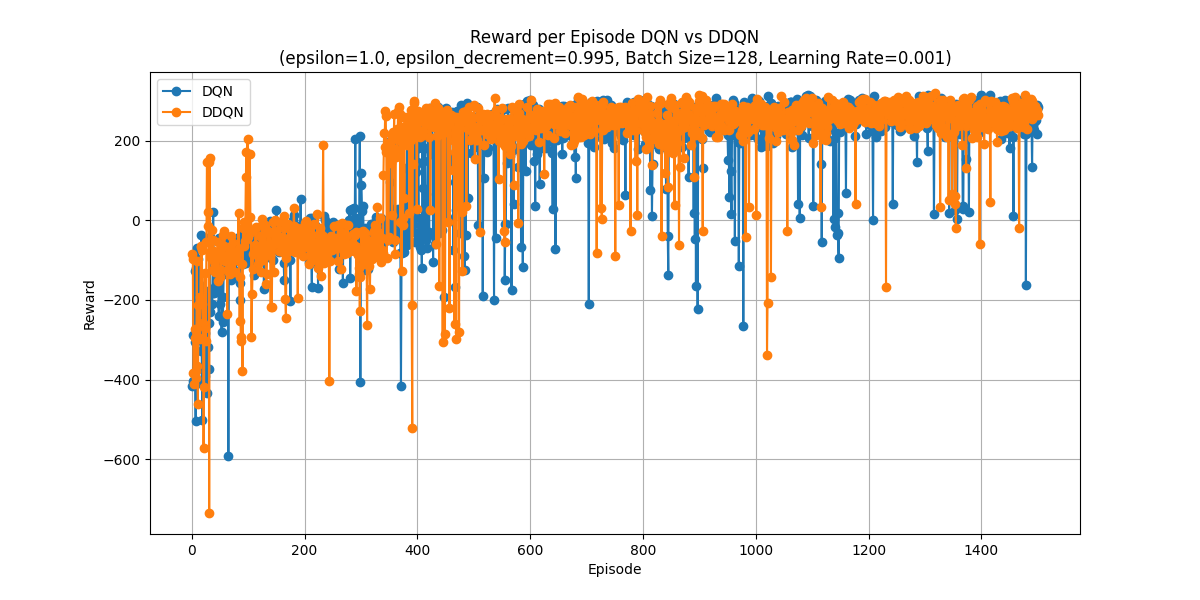 Reward per Episode DQN vs DDQN
(epsilon=1.0, epsilon_decrement=0.995, Batch Size=128, Learning Rate=0.001)
DQN
DDQN
200
0
−200
−400
−600
Reward
0 200 400 600 800 1000 1200 1400
Episode